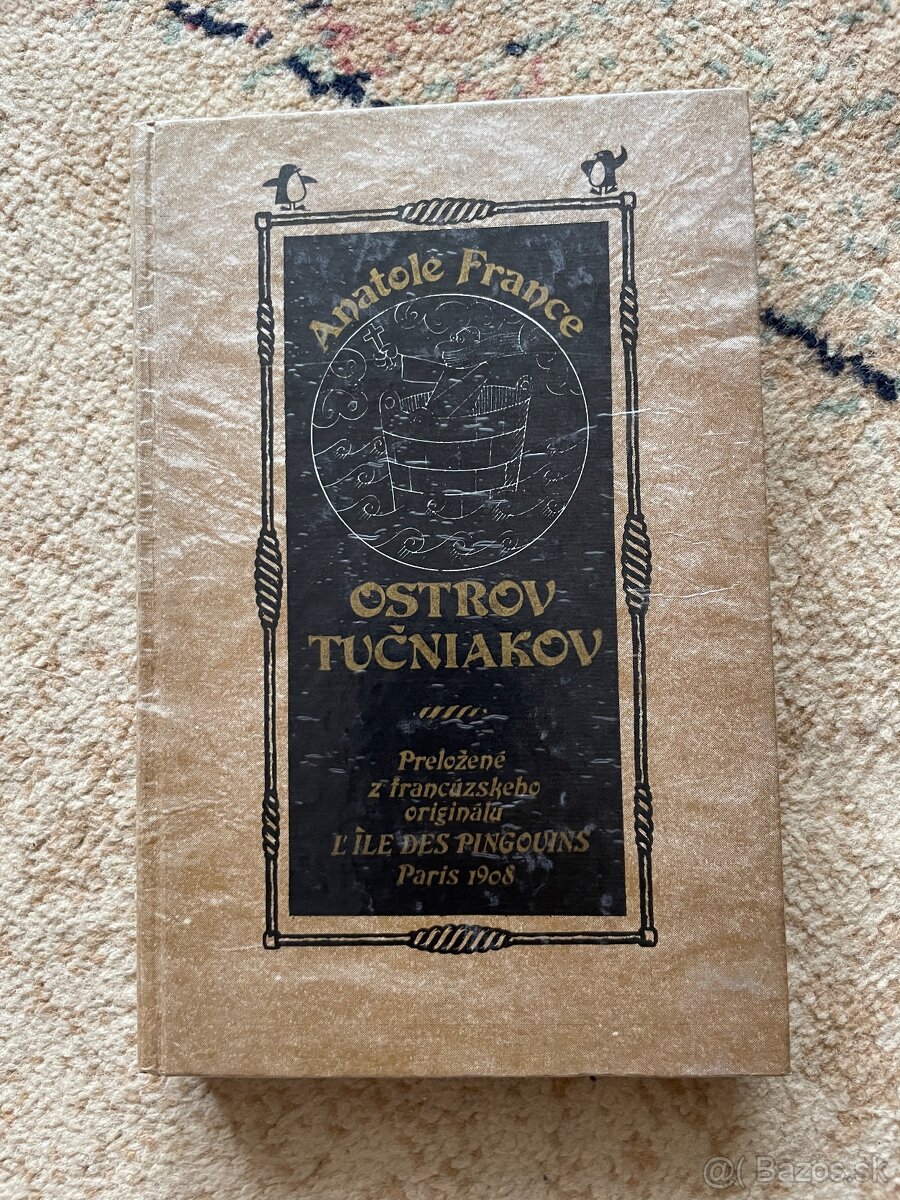 Anatole France
OSTROV
TUČNIAKOV
Preložené
z francúzskeho
originálu
L'ÎLE DES PINGOUINS
Paris 1908
@( Bazos.sk